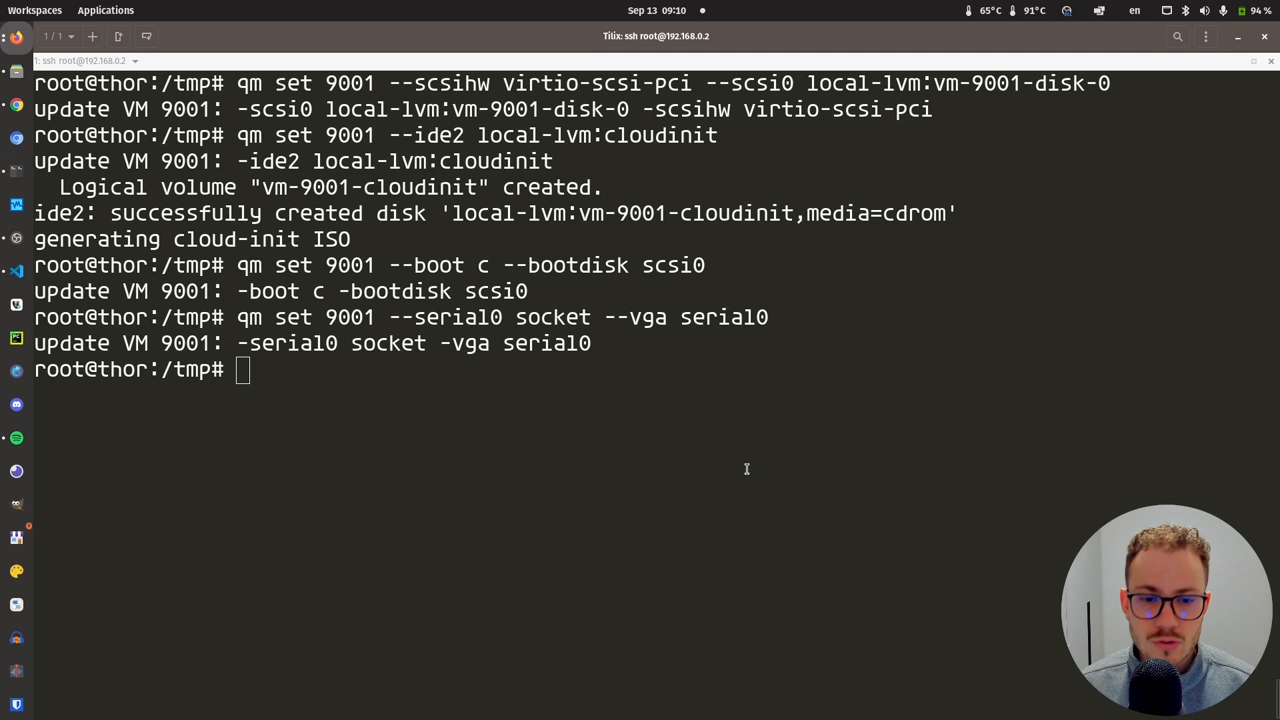 Workspaces Applications Sep 13 09:10 65°C 91°C en 94 %
1 / 1 Tilix: ssh root@192.168.0.2
1: ssh root@192.168.0.2
root@thor:/tmp# qm set 9001 --scsihw virtio-scsi-pci --scsi0 local-lvm:vm-9001-disk-0
update VM 9001: -scsi0 local-lvm:vm-9001-disk-0 -scsihw virtio-scsi-pci
root@thor:/tmp# qm set 9001 --ide2 local-lvm:cloudinit
update VM 9001: -ide2 local-lvm:cloudinit
Logical volume "vm-9001-cloudinit" created.
ide2: successfully created disk 'local-lvm:vm-9001-cloudinit,media=cdrom'
generating cloud-init ISO
root@thor:/tmp# qm set 9001 --boot c --bootdisk scsi0
update VM 9001: -boot c -bootdisk scsi0
root@thor:/tmp# qm set 9001 --serial0 socket --vga serial0
update VM 9001: -serial0 socket -vga serial0
root@thor:/tmp#